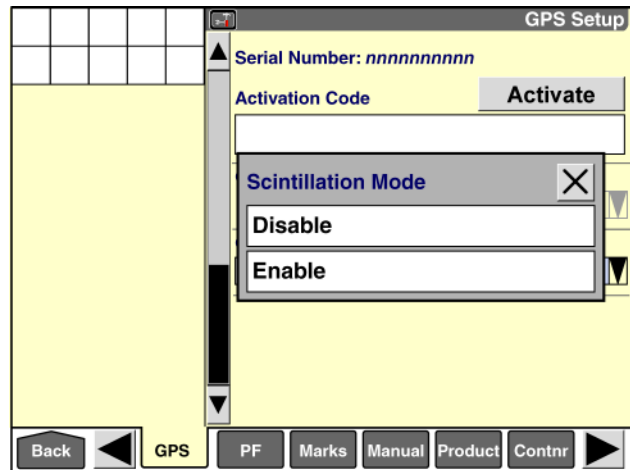 GPS Setup
Serial Number: nnnnnnnnnn
Activation Code
Activate
Scintillation Mode
Disable
Enable
Back
GPS
PF
Marks
Manual
Product
Contnr